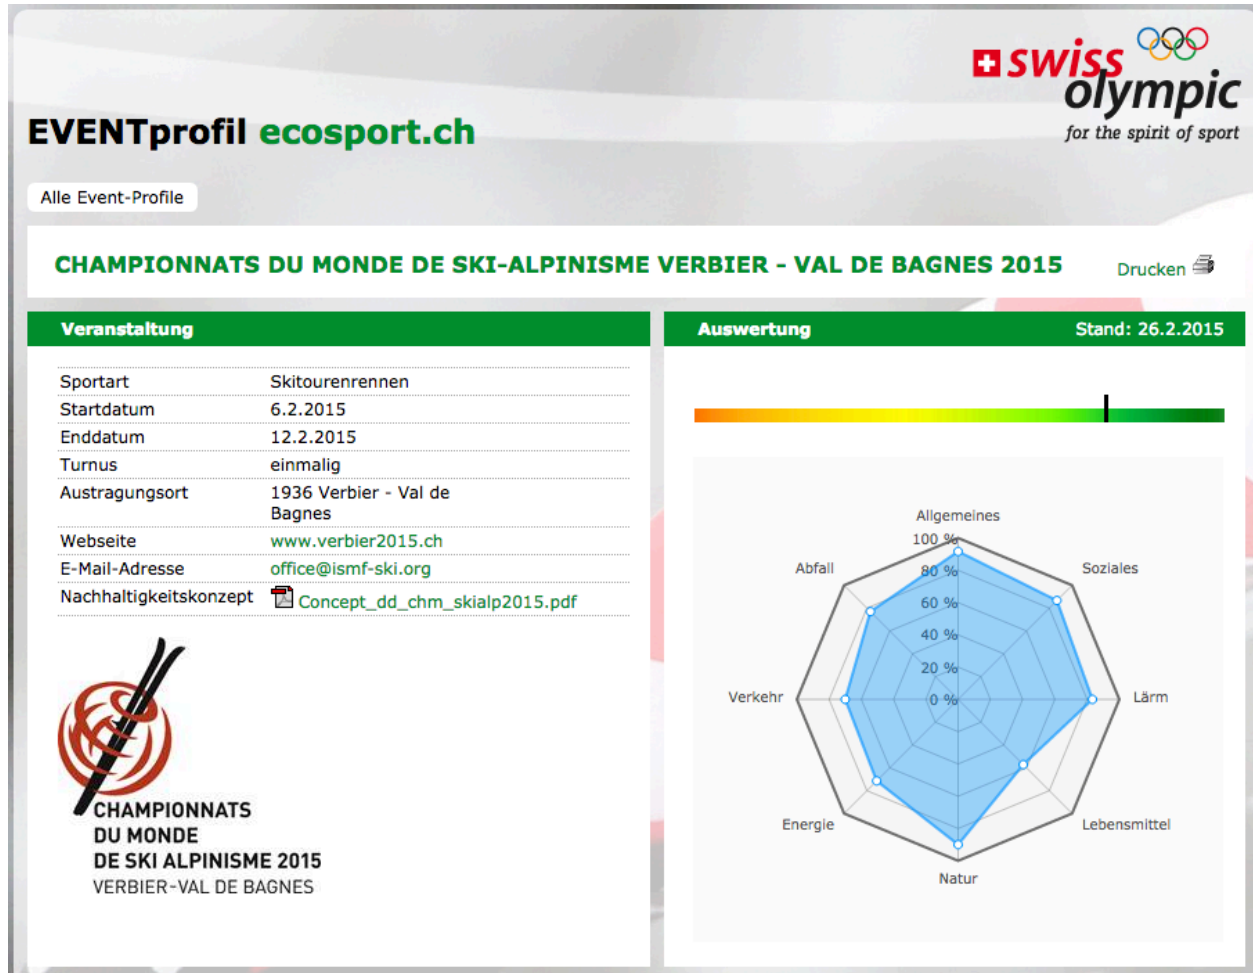 swiss
olympic
for the spirit of sport
EVENTprofil ecosport.ch
Alle Event-Profile
CHAMPIONNATS DU MONDE DE SKI-ALPINISME VERBIER - VAL DE BAGNES 2015
Drucken
Veranstaltung
Sportart Skitourenrennen
Startdatum 6.2.2015
Enddatum 12.2.2015
Turnus einmalig
Austragungsort 1936 Verbier - Val de
Bagnes
Webseite www.verbier2015.ch
E-Mail-Adresse office@ismf-ski.org
Nachhaltigkeitskonzept Concept_dd_chm_skialp2015.pdf
CHAMPIONNATS
DU MONDE
DE SKI ALPINISME 2015
VERBIER-VAL DE BAGNES
Auswertung Stand: 26.2.2015
Allgemeines
100 %
Abfall 80 % Soziales
60 %
40 %
20 %
Verkehr 0 % Lärm
Energie Lebensmittel
Natur